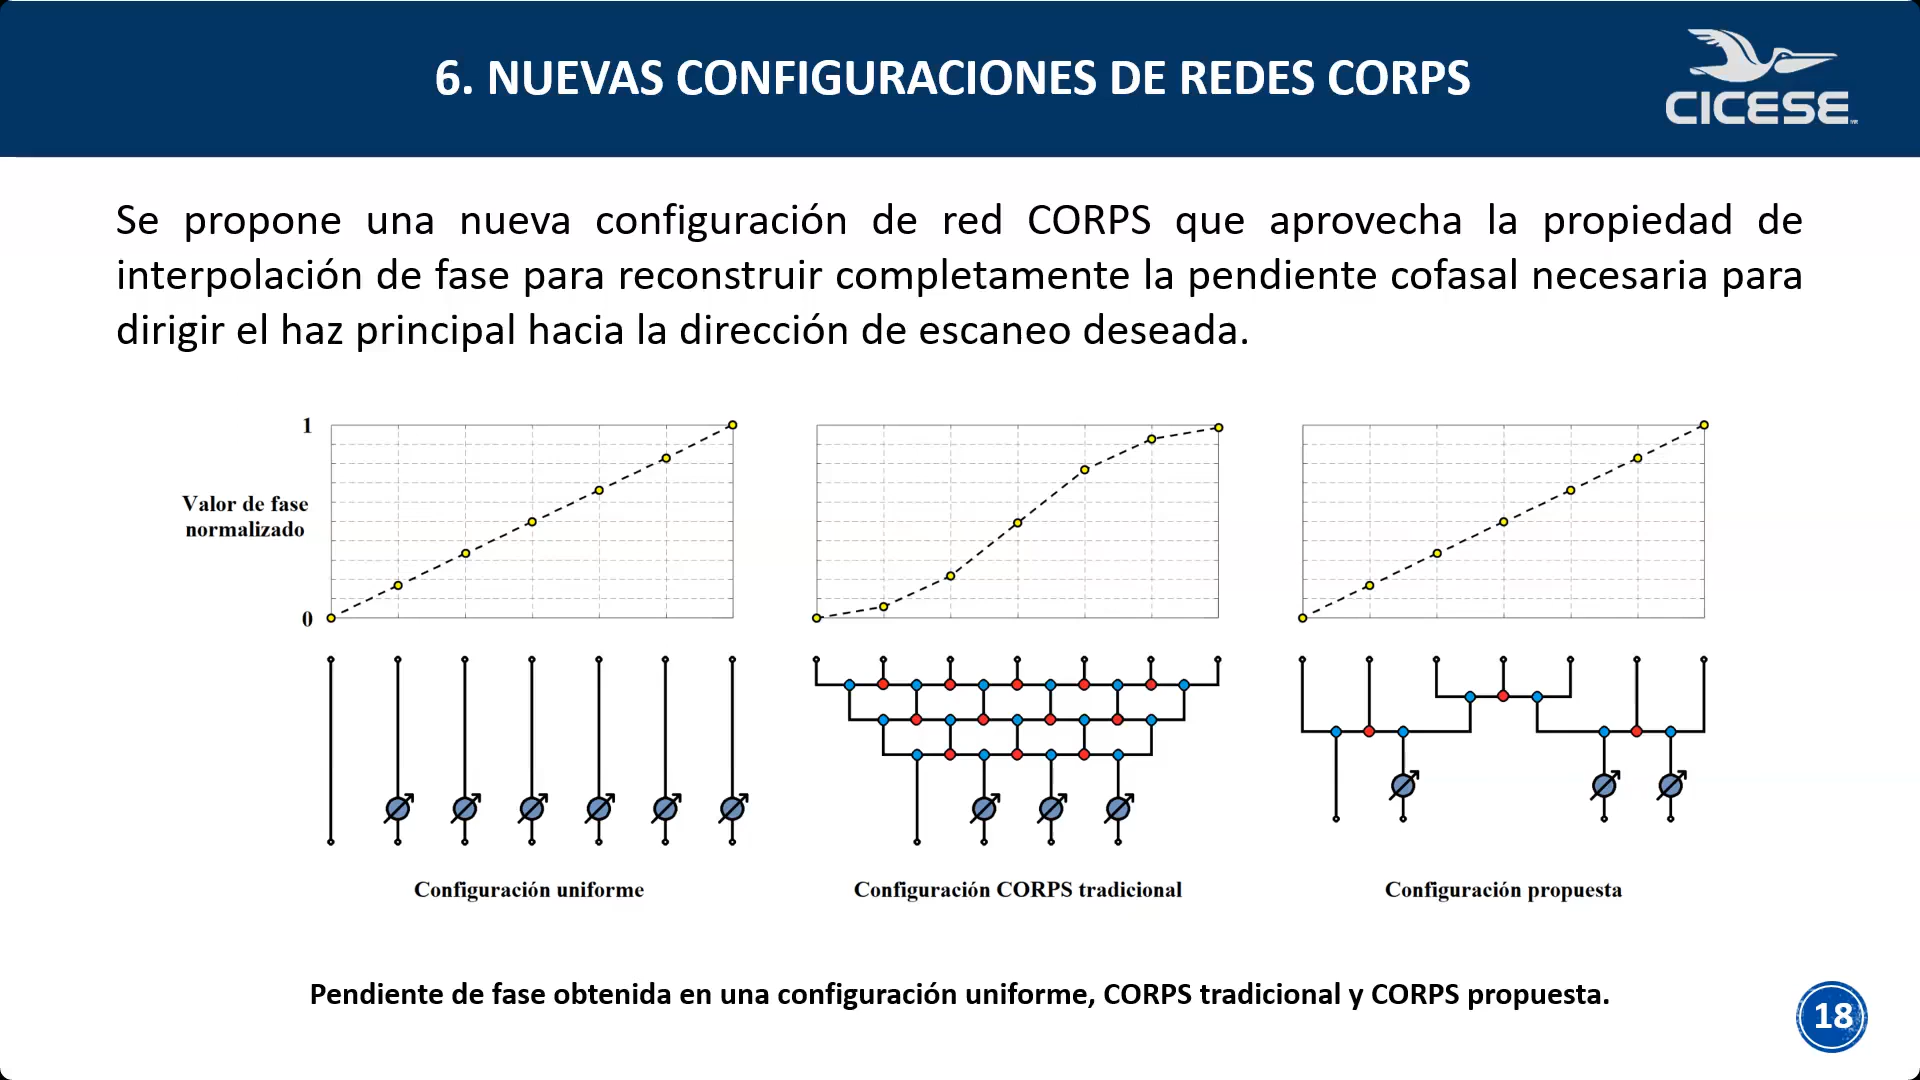 6. NUEVAS CONFIGURACIONES DE REDES CORPS
CICESE
Se propone una nueva configuración de red CORPS que aprovecha la propiedad de
interpolación de fase para reconstruir completamente la pendiente cofasal necesaria para
dirigir el haz principal hacia la dirección de escaneo deseada.
1
Valor de fase
normalizado
0
Configuración uniforme
Configuración CORPS tradicional
Configuración propuesta
Pendiente de fase obtenida en una configuración uniforme, CORPS tradicional y CORPS propuesta.
18